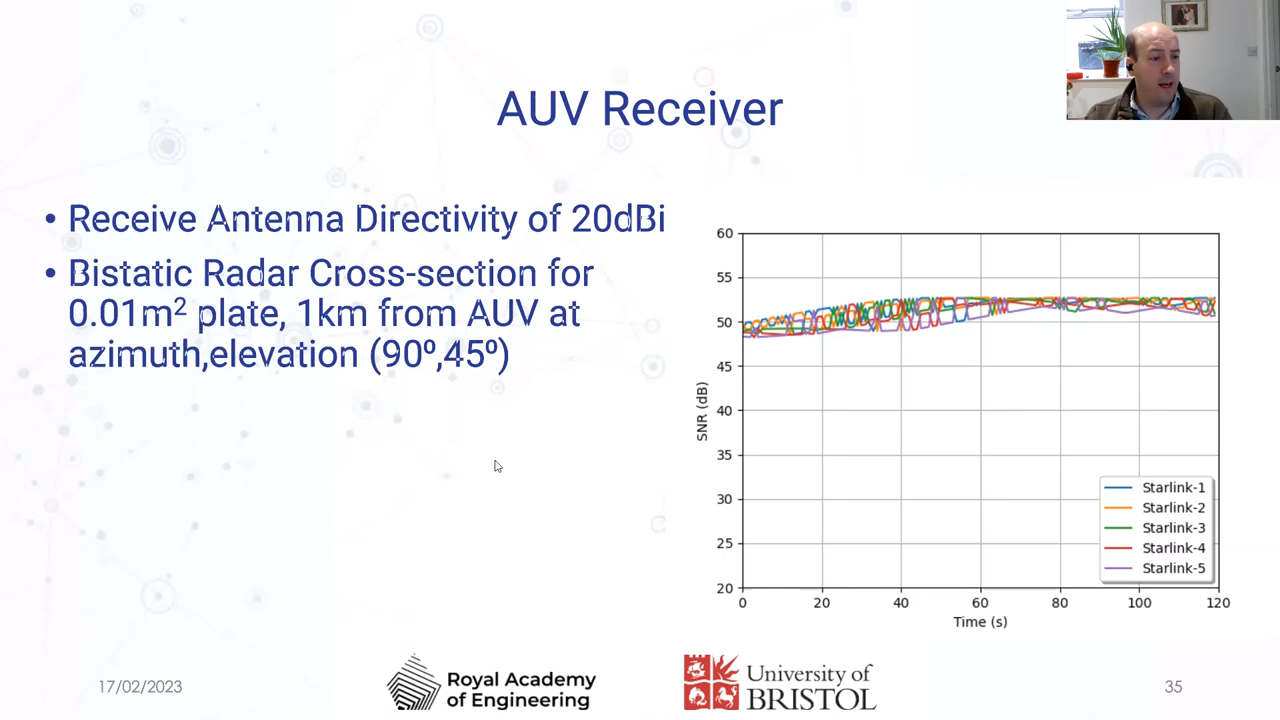 AUV Receiver
• Receive Antenna Directivity of 20dBi
• Bistatic Radar Cross-section for
0.01m² plate, 1km from AUV at
azimuth,elevation (90⁰,45⁰)
60
55
50
45
40
35
30
25
20
SNR (dB)
0 20 40 60 80 100 120
Time (s)
Starlink-1
Starlink-2
Starlink-3
Starlink-4
Starlink-5
17/02/2023
Royal Academy
of Engineering
University of
BRISTOL
35